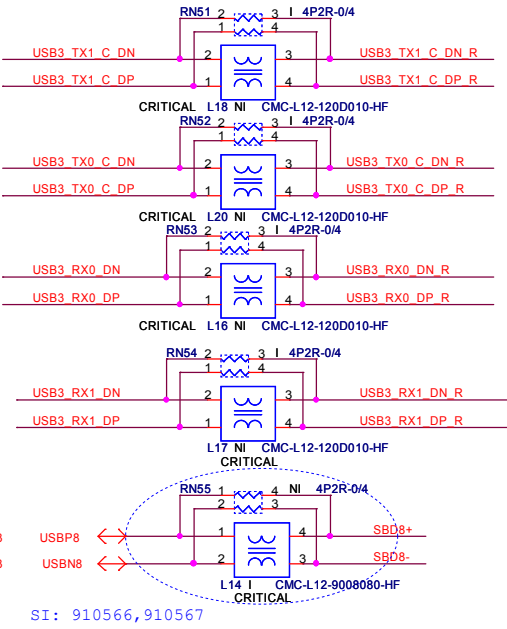 RN51 2 3 I 4P2R-0/4
1 4
USB3_TX1_C_DN 2 3 USB3_TX1_C_DN_R
USB3_TX1_C_DP 1 4 USB3_TX1_C_DP_R
CRITICAL L18 NI CMC-L12-120D010-HF
RN52 2 3 I 4P2R-0/4
1 4
USB3_TX0_C_DN 2 3 USB3_TX0_C_DN_R
USB3_TX0_C_DP 1 4 USB3_TX0_C_DP_R
CRITICAL L20 NI CMC-L12-120D010-HF
RN53 2 3 I 4P2R-0/4
1 4
USB3_RX0_DN 2 3 USB3_RX0_DN_R
USB3_RX0_DP 1 4 USB3_RX0_DP_R
CRITICAL L16 NI CMC-L12-120D010-HF
RN54 2 3 I 4P2R-0/4
1 4
USB3_RX1_DN 2 3 USB3_RX1_DN_R
USB3_RX1_DP 1 4 USB3_RX1_DP_R
L17 NI CMC-L12-120D010-HF
CRITICAL
RN55 1 4 NI 4P2R-0/4
2 3
USBP8 1 4 SBD8+
USBN8 2 3 SBD8-
L14 I CMC-L12-9008080-HF
CRITICAL
SI: 910566,910567